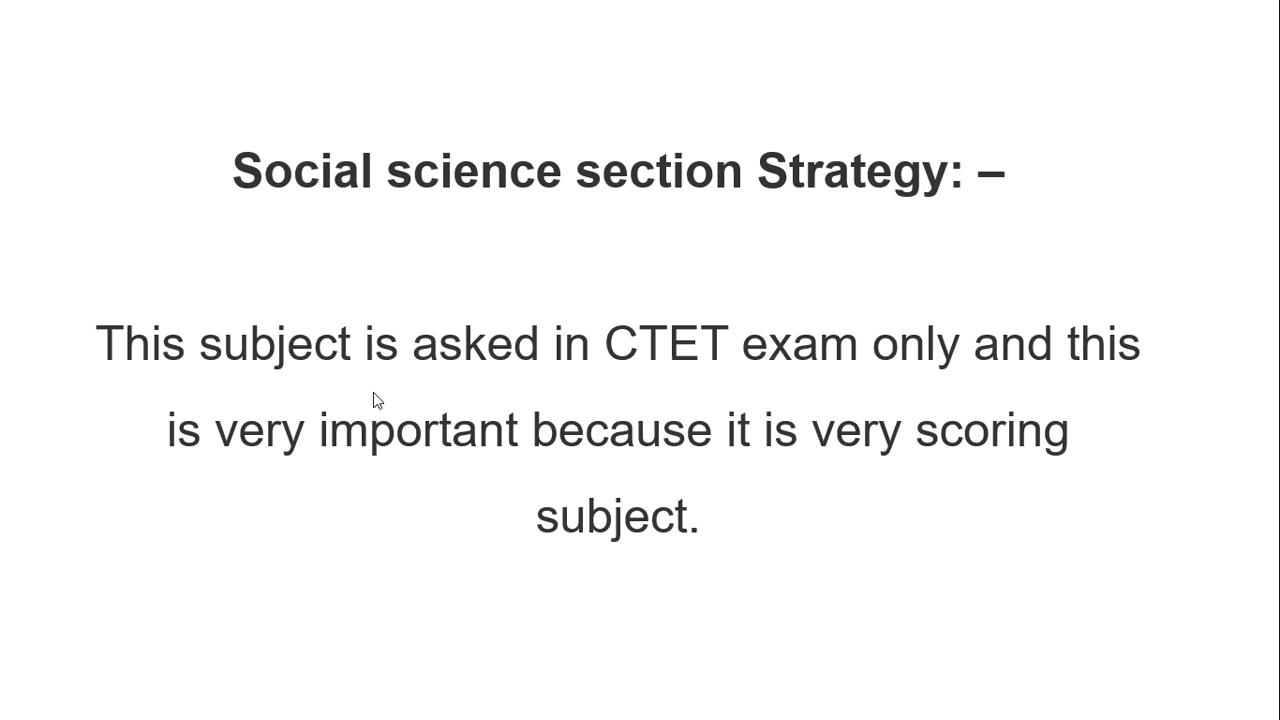 Social science section Strategy: –
This subject is asked in CTET exam only and this
is very important because it is very scoring
subject.